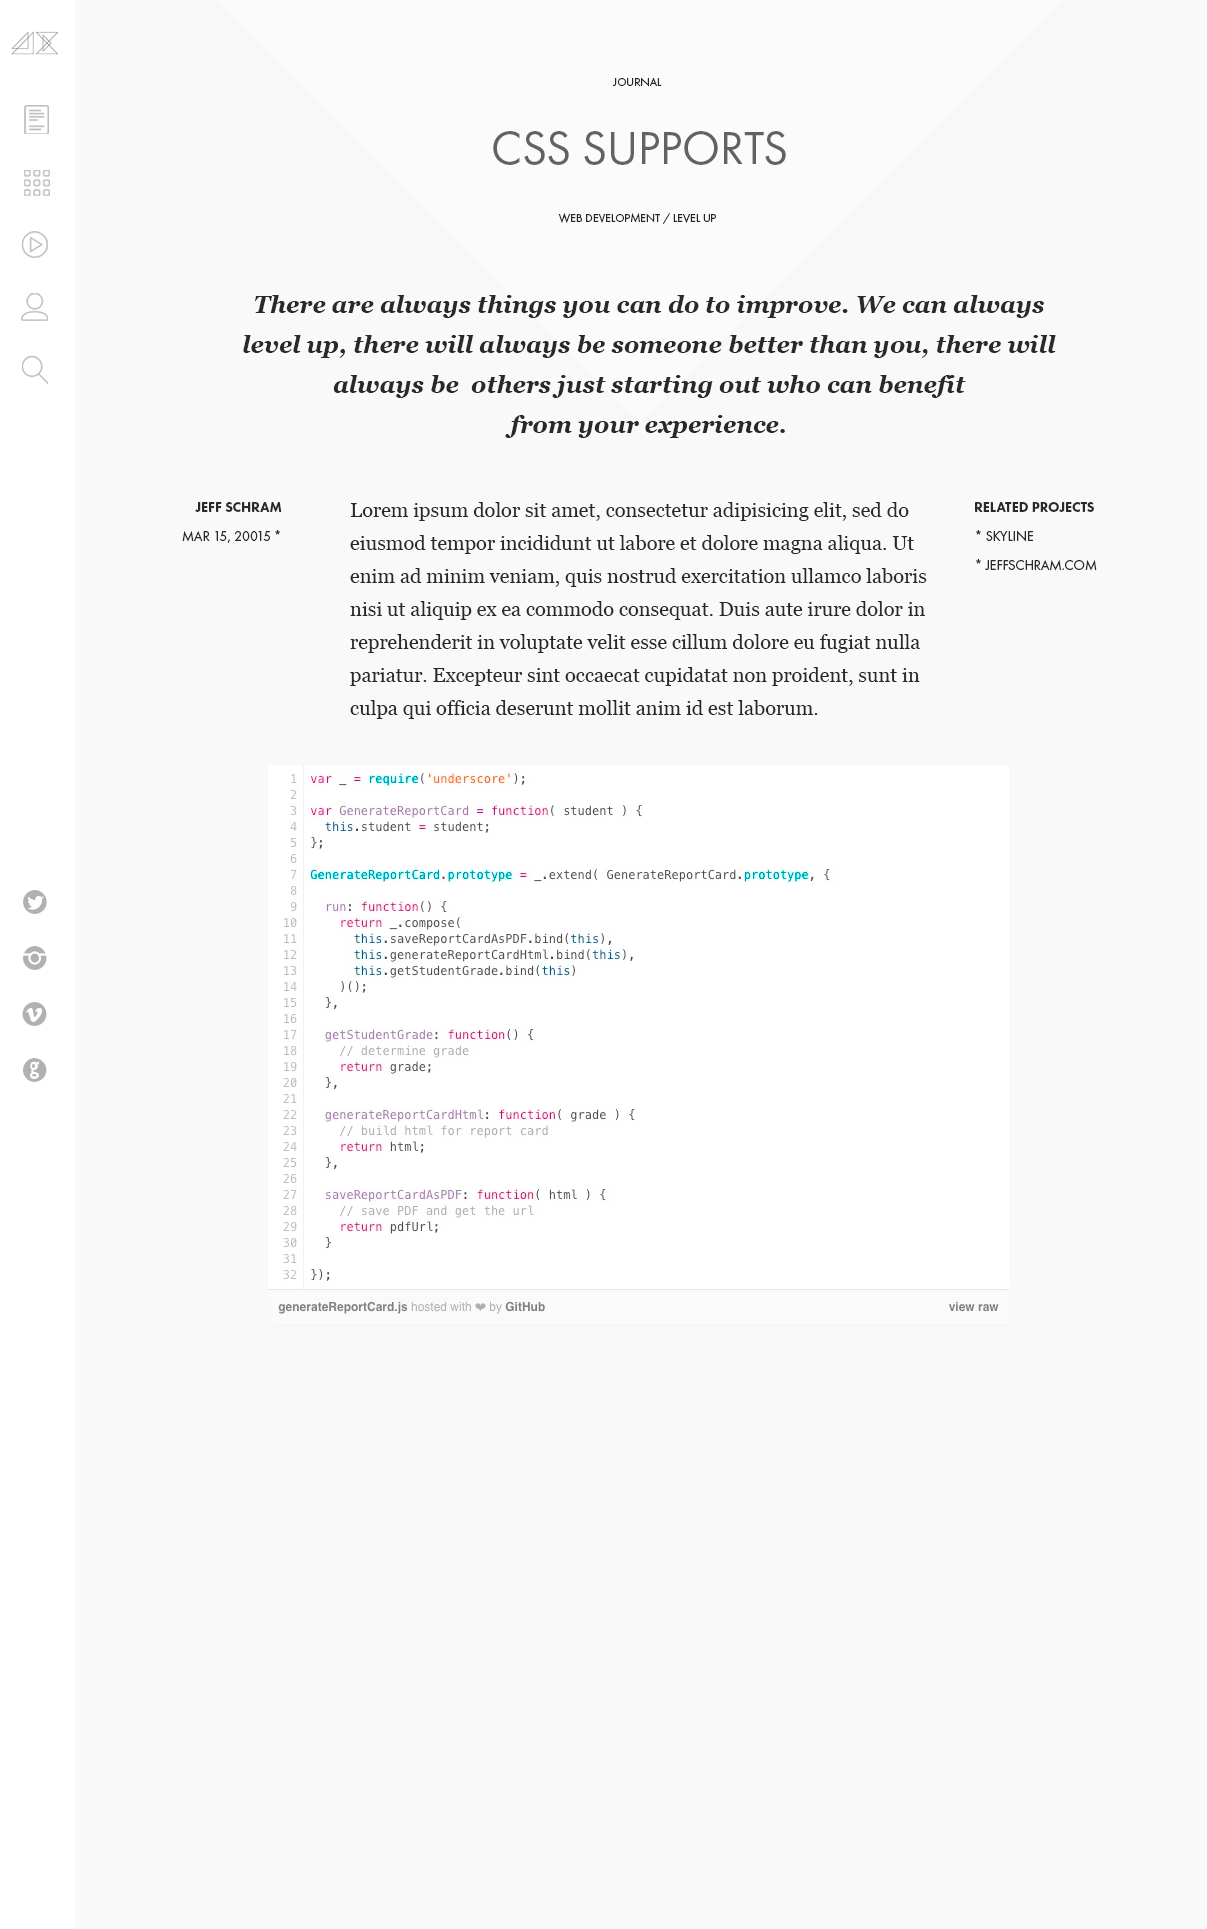 JOURNAL
CSS SUPPORTS
WEB DEVELOPMENT / LEVEL UP
There are always things you can do to improve. We can always
level up, there will always be someone better than you, there will
always be  others just starting out who can benefit
from your experience.
JEFF SCHRAM
MAR 15, 20015 *
Lorem ipsum dolor sit amet, consectetur adipisicing elit, sed do
eiusmod tempor incididunt ut labore et dolore magna aliqua. Ut
enim ad minim veniam, quis nostrud exercitation ullamco laboris
nisi ut aliquip ex ea commodo consequat. Duis aute irure dolor in
reprehenderit in voluptate velit esse cillum dolore eu fugiat nulla
pariatur. Excepteur sint occaecat cupidatat non proident, sunt in
culpa qui officia deserunt mollit anim id est laborum.
RELATED PROJECTS
* SKYLINE
* JEFFSCHRAM.COM
1 var _ = require('underscore');
2
3 var GenerateReportCard = function( student ) {
4   this.student = student;
5 };
6
7 GenerateReportCard.prototype = _.extend( GenerateReportCard.prototype, {
8
9   run: function() {
10     return _.compose(
11       this.saveReportCardAsPDF.bind(this),
12       this.generateReportCardHtml.bind(this),
13       this.getStudentGrade.bind(this)
14     )();
15   },
16
17   getStudentGrade: function() {
18     // determine grade
19     return grade;
20   },
21
22   generateReportCardHtml: function( grade ) {
23     // build html for report card
24     return html;
25   },
26
27   saveReportCardAsPDF: function( html ) {
28     // save PDF and get the url
29     return pdfUrl;
30   }
31
32 });
generateReportCard.js hosted with ❤ by GitHub
view raw